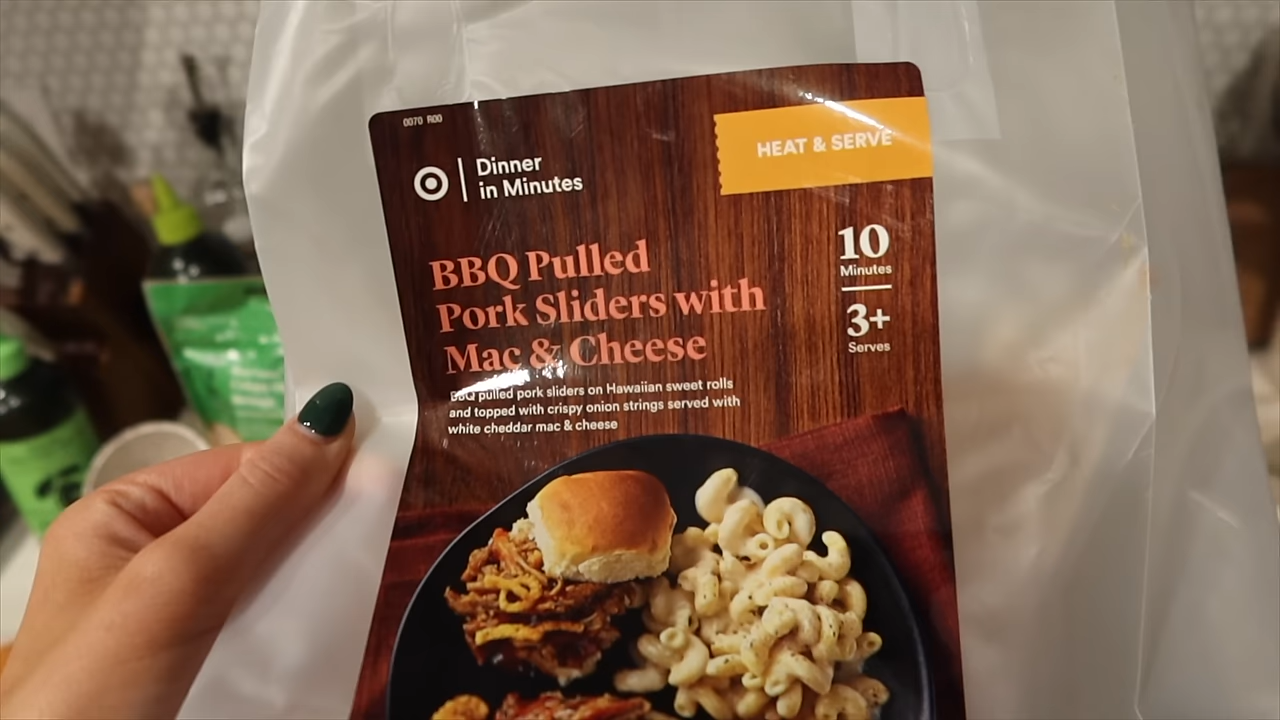 0070 R00
Dinner
in Minutes
HEAT & SERVE
BBQ Pulled
Pork Sliders with
Mac & Cheese
10
Minutes
3+
Serves
BBQ pulled pork sliders on Hawaiian sweet rolls
and topped with crispy onion strings served with
white cheddar mac & cheese